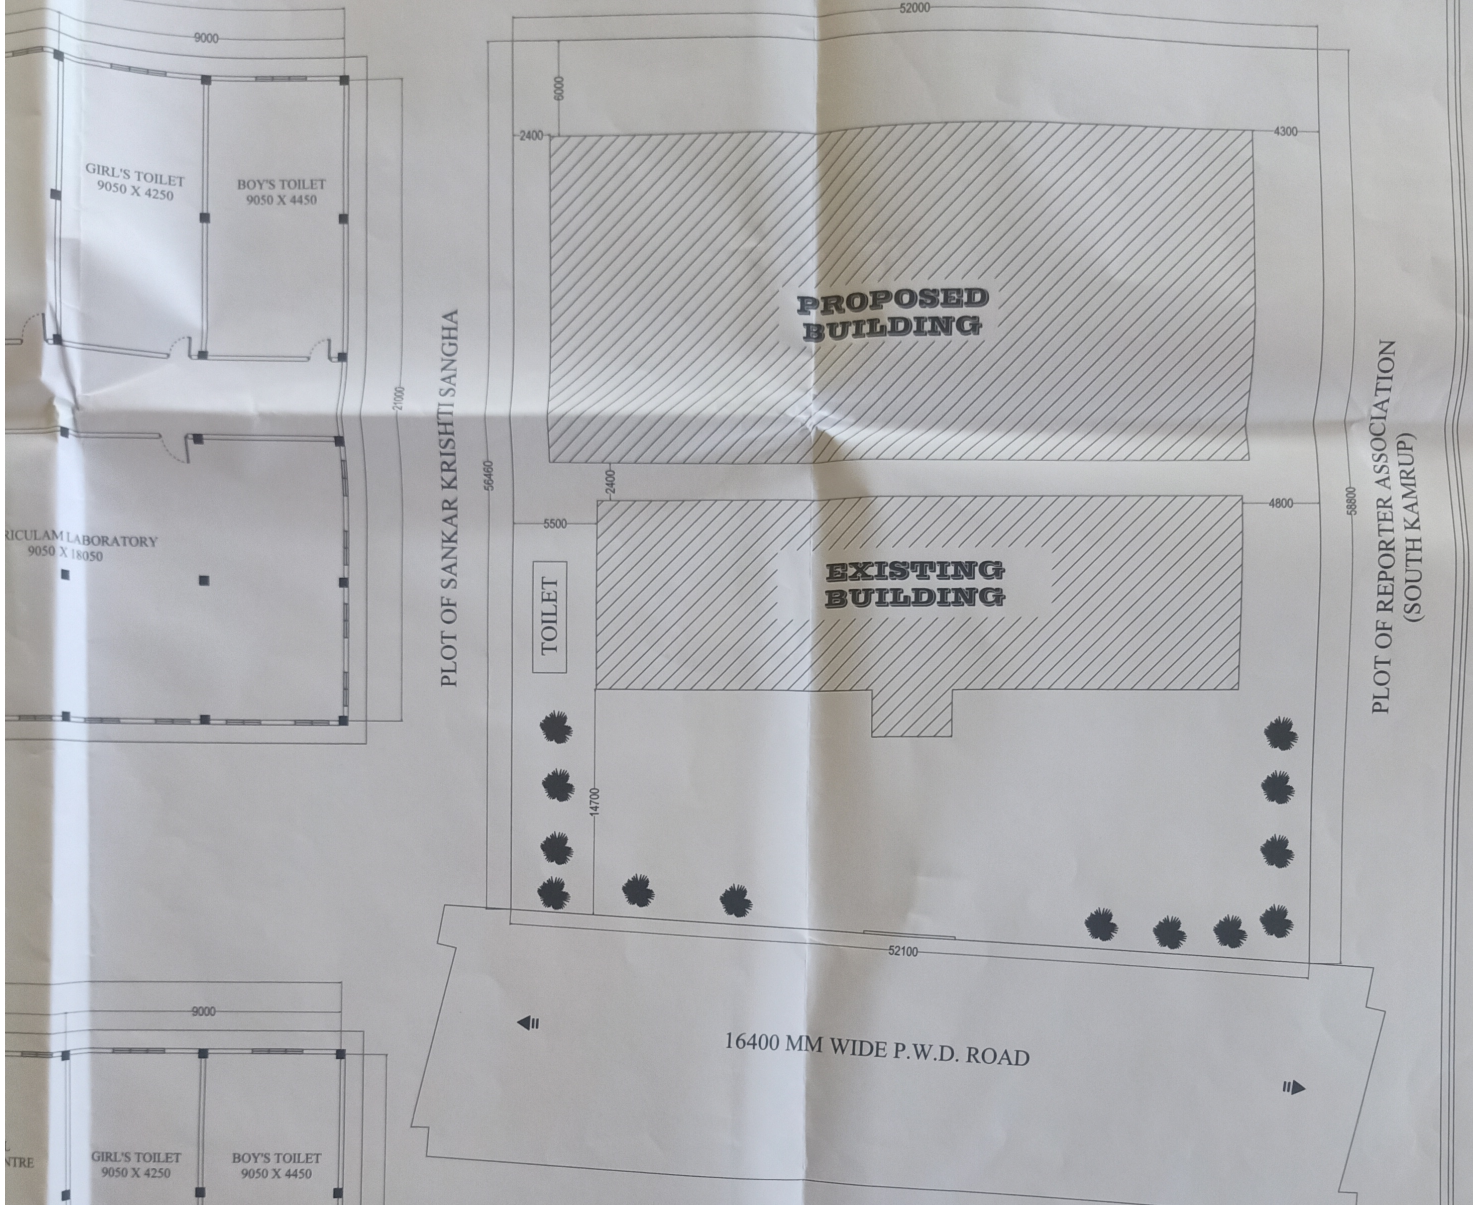 9000
52000
6000
2400
4300
GIRL'S TOILET
9050 X 4250
BOY'S TOILET
9050 X 4450
PROPOSED
BUILDING
21000
PLOT OF SANKAR KRISHTI SANGHA
56460
2400
5500
4800
58800
PLOT OF REPORTER ASSOCIATION
(SOUTH KAMRUP)
RICULAM LABORATORY
9050 X 18050
TOILET
EXISTING
BUILDING
14700
52100
16400 MM WIDE P.W.D. ROAD
9000
NTRE
GIRL'S TOILET
9050 X 4250
BOY'S TOILET
9050 X 4450